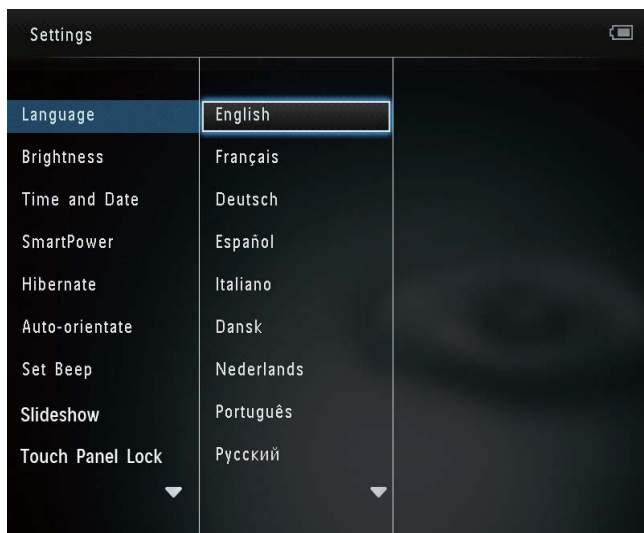 Settings
Language
Brightness
Time and Date
SmartPower
Hibernate
Auto-orientate
Set Beep
Slideshow
Touch Panel Lock
English
Français
Deutsch
Español
Italiano
Dansk
Nederlands
Português
Русский